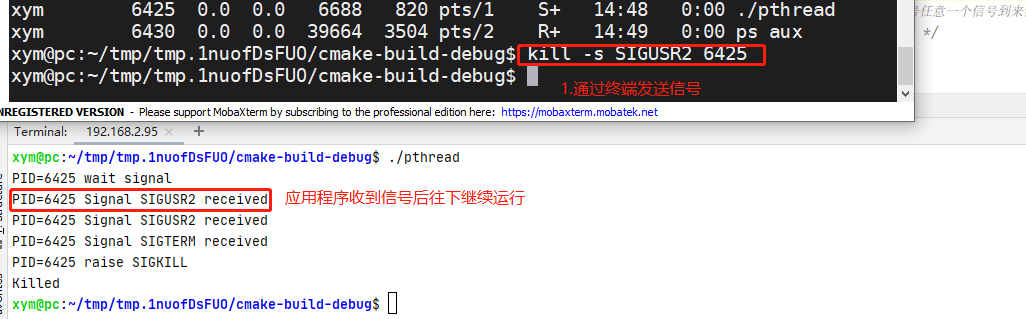 xym 6425 0.0 0.0 6688 820 pts/1 S+ 14:48 0:00 ./pthread
xym 6430 0.0 0.0 39664 3504 pts/2 R+ 14:49 0:00 ps aux
xym@pc:~/tmp/tmp.1nuofDsFUO/cmake-build-debug$ kill -s SIGUSR2 6425
xym@pc:~/tmp/tmp.1nuofDsFUO/cmake-build-debug$
1.通过终端发送信号
任意一个信号到来
*/
NREGISTERED VERSION - Please support MobaXterm by subscribing to the professional edition here: https://mobaxterm.mobatek.net
Terminal: 192.168.2.95 × +
xym@pc:~/tmp/tmp.1nuofDsFUO/cmake-build-debug$ ./pthread
PID=6425 wait signal
PID=6425 Signal SIGUSR2 received
应用程序收到信号后往下继续运行
PID=6425 Signal SIGUSR2 received
PID=6425 Signal SIGTERM received
PID=6425 raise SIGKILL
Killed
xym@pc:~/tmp/tmp.1nuofDsFUO/cmake-build-debug$